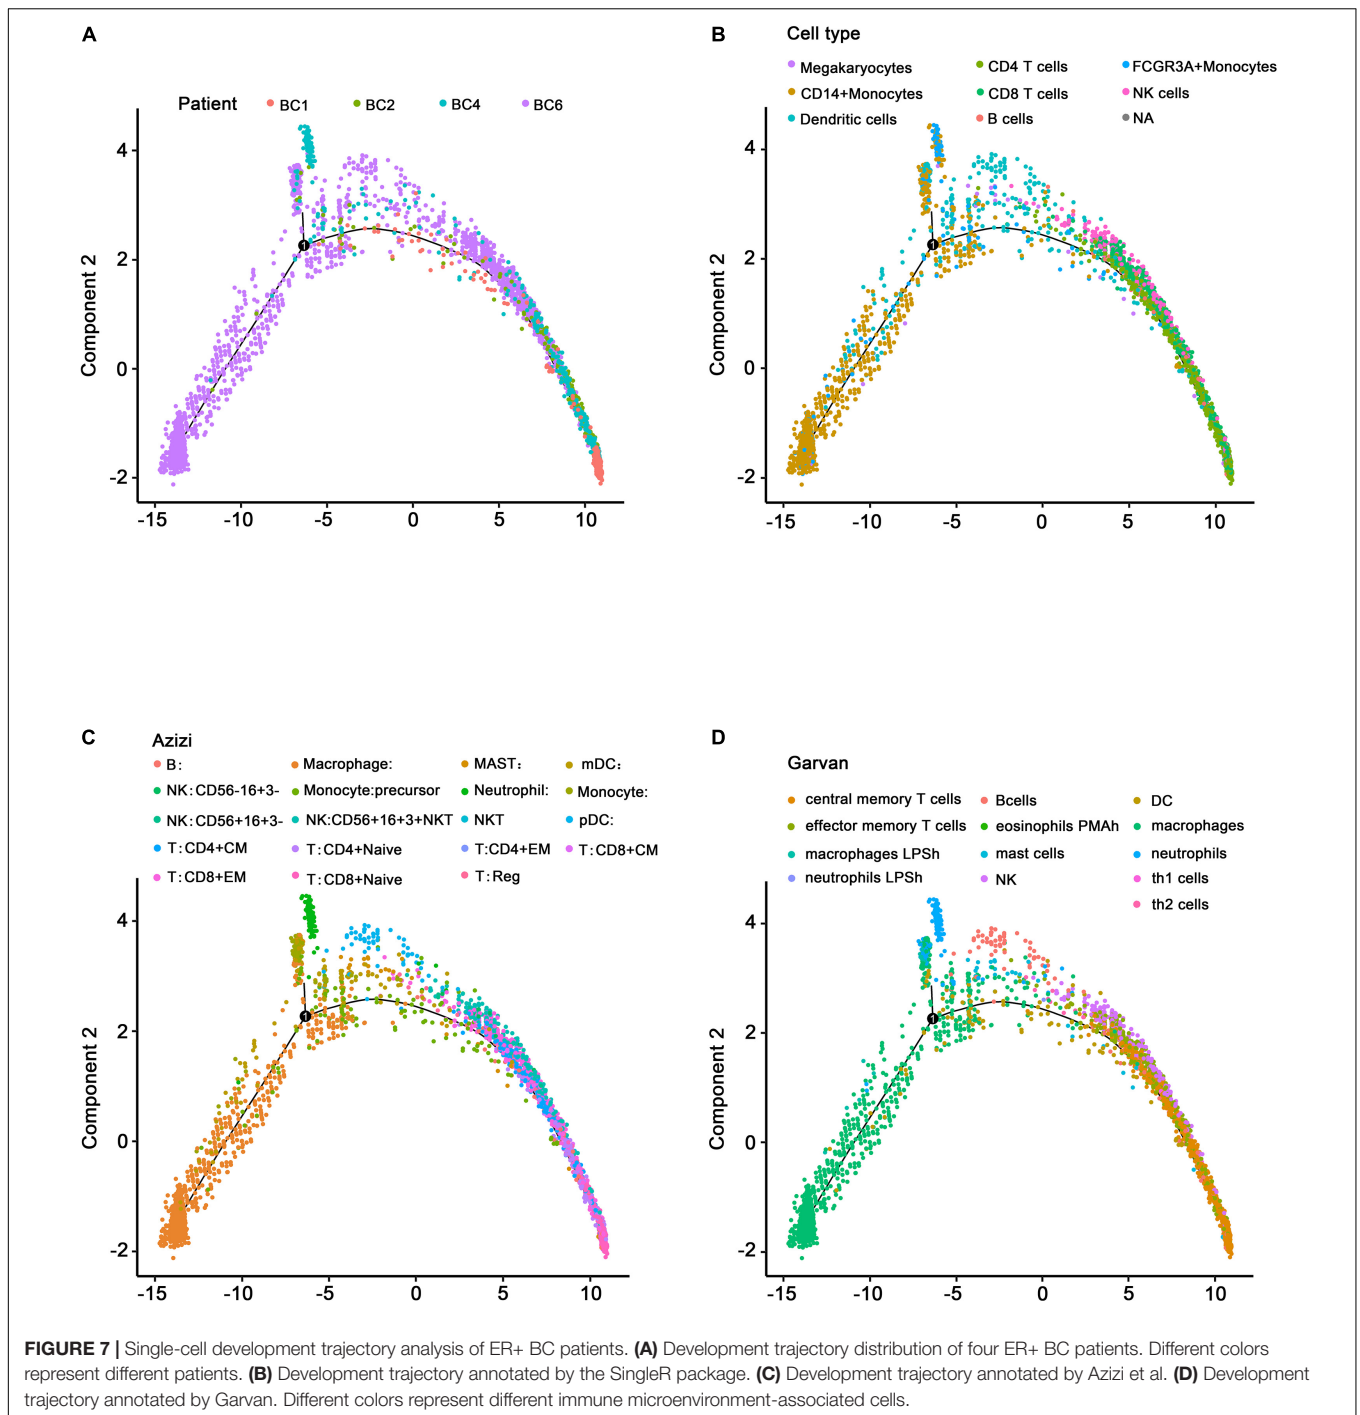 A
Patient BC1 BC2 BC4 BC6
Component 2
4
2
0
-2
-15 -10 -5 0 5 10
B
Cell type
Megakaryocytes CD4 T cells FCGR3A+Monocytes
CD14+Monocytes CD8 T cells NK cells
Dendritic cells B cells NA
Component 2
4
2
0
-2
1
-15 -10 -5 0 5 10
C
Azizi
B: Macrophage: MAST: mDC:
NK:CD56-16+3- Monocyte:precursor Neutrophil: Monocyte:
NK:CD56+16+3- NK:CD56+16+3+NKT NKT pDC:
T:CD4+CM T:CD4+Naive T:CD4+EM T:CD8+CM
T:CD8+EM T:CD8+Naive T:Reg
Component 2
4
2
0
-2
1
-15 -10 -5 0 5 10
D
Garvan
central memory T cells Bcells DC
effector memory T cells eosinophils PMAh macrophages
macrophages LPSh mast cells neutrophils
neutrophils LPSh NK th1 cells
th2 cells
Component 2
4
2
0
-2
1
-15 -10 -5 0 5 10
FIGURE 7 | Single-cell development trajectory analysis of ER+ BC patients. (A) Development trajectory distribution of four ER+ BC patients. Different colors
represent different patients. (B) Development trajectory annotated by the SingleR package. (C) Development trajectory annotated by Azizi et al. (D) Development
trajectory annotated by Garvan. Different colors represent different immune microenvironment-associated cells.